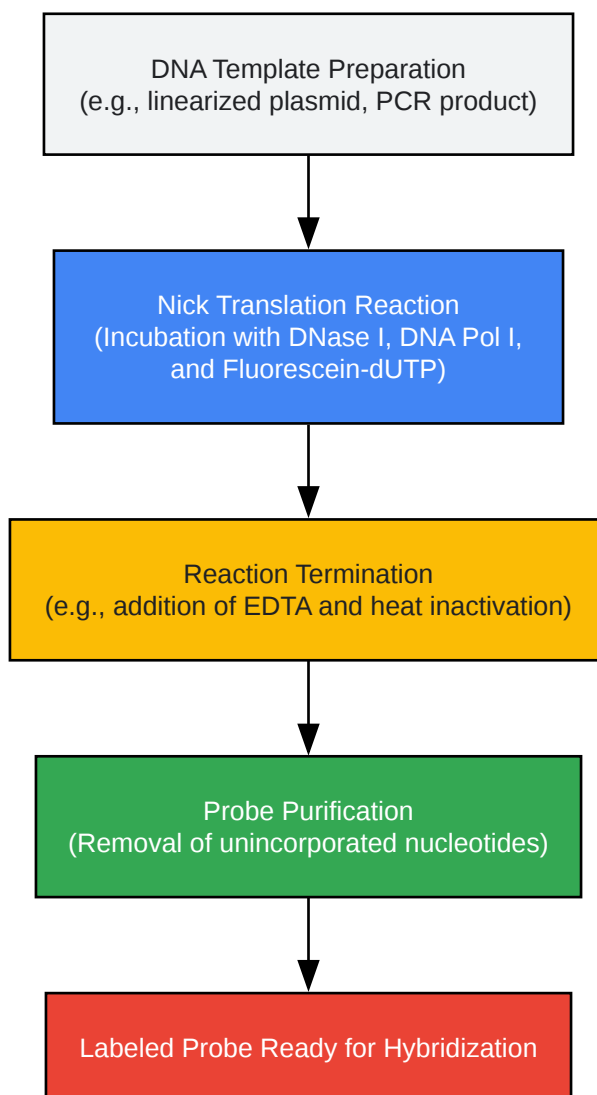 DNA Template Preparation
(e.g., linearized plasmid, PCR product)
Nick Translation Reaction
(Incubation with DNase I, DNA Pol I,
and Fluorescein-dUTP)
Reaction Termination
(e.g., addition of EDTA and heat inactivation)
Probe Purification
(Removal of unincorporated nucleotides)
Labeled Probe Ready for Hybridization